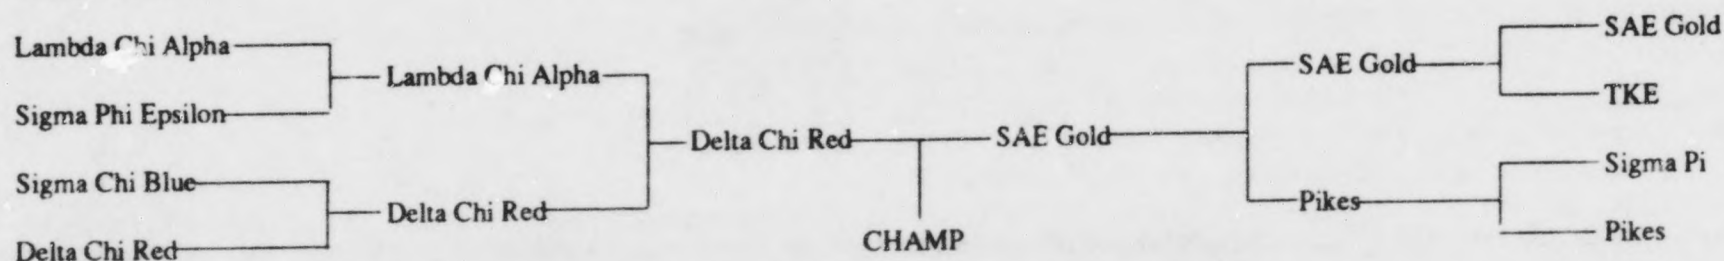 Lambda Chi Alpha
Sigma Phi Epsilon
Sigma Chi Blue
Delta Chi Red
Lambda Chi Alpha
Delta Chi Red
Delta Chi Red
CHAMP
SAE Gold
SAE Gold
Pikes
SAE Gold
TKE
Sigma Pi
Pikes